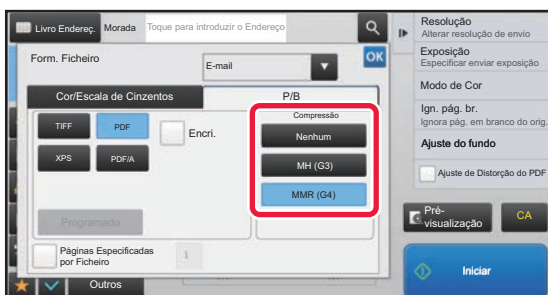 Livro Endereç.
Morada
Toque para introduzir o Endereço
Form. Ficheiro
E-mail
OK
Cor/Escala de Cinzentos
P/B
TIFF
PDF
Encri.
XPS
PDF/A
Programado
Compressão
Nenhum
MH (G3)
MMR (G4)
Páginas Especificadas
por Ficheiro
1
Outros
Resolução
Alterar resolução de envio
Exposição
Especificar enviar exposição
Modo de Cor
Ign. pág. br.
Ignora pág. em branco do orig.
Ajuste do fundo
Ajuste de Distorção do PDF
Pré-
visualização
CA
Iniciar